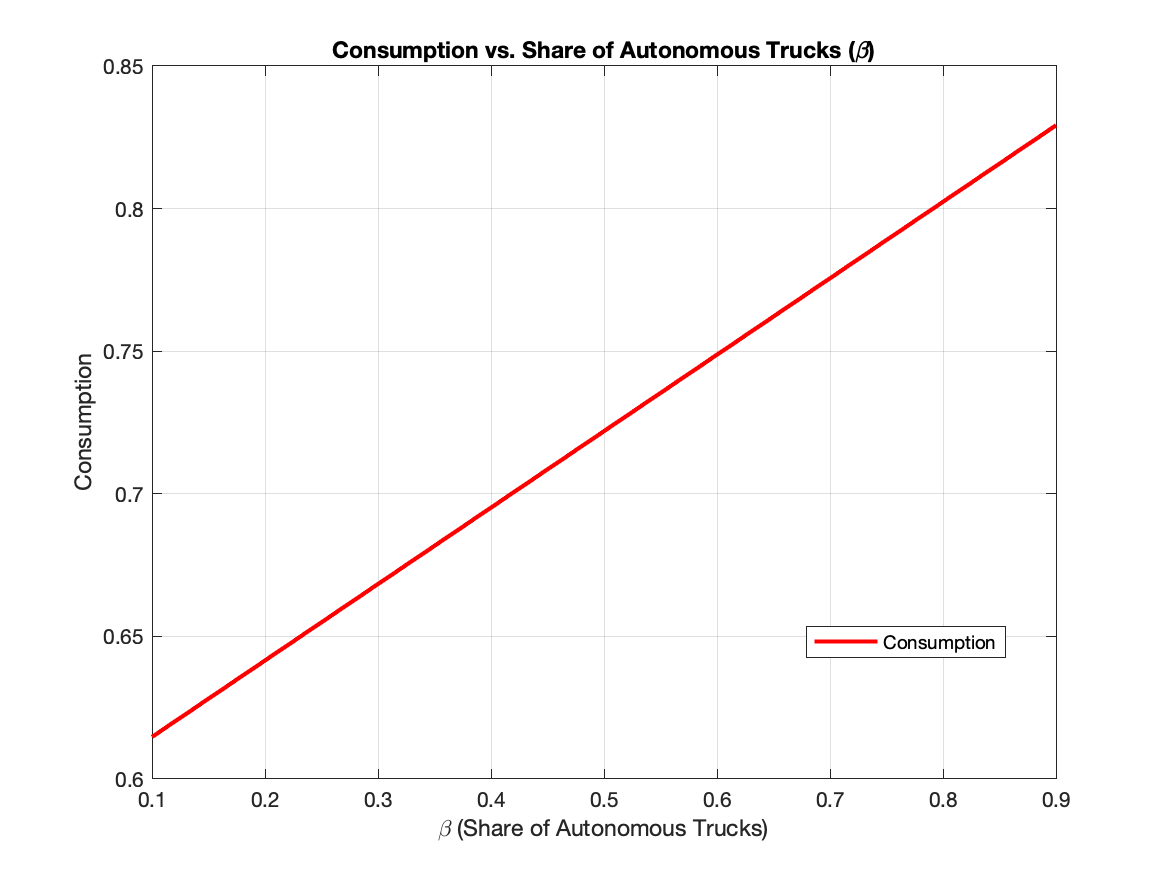 Consumption vs. Share of Autonomous Trucks (β)
0.85
0.8
0.75
0.7
0.65
0.6
Consumption
Consumption
0.1 0.2 0.3 0.4 0.5 0.6 0.7 0.8 0.9
β (Share of Autonomous Trucks)